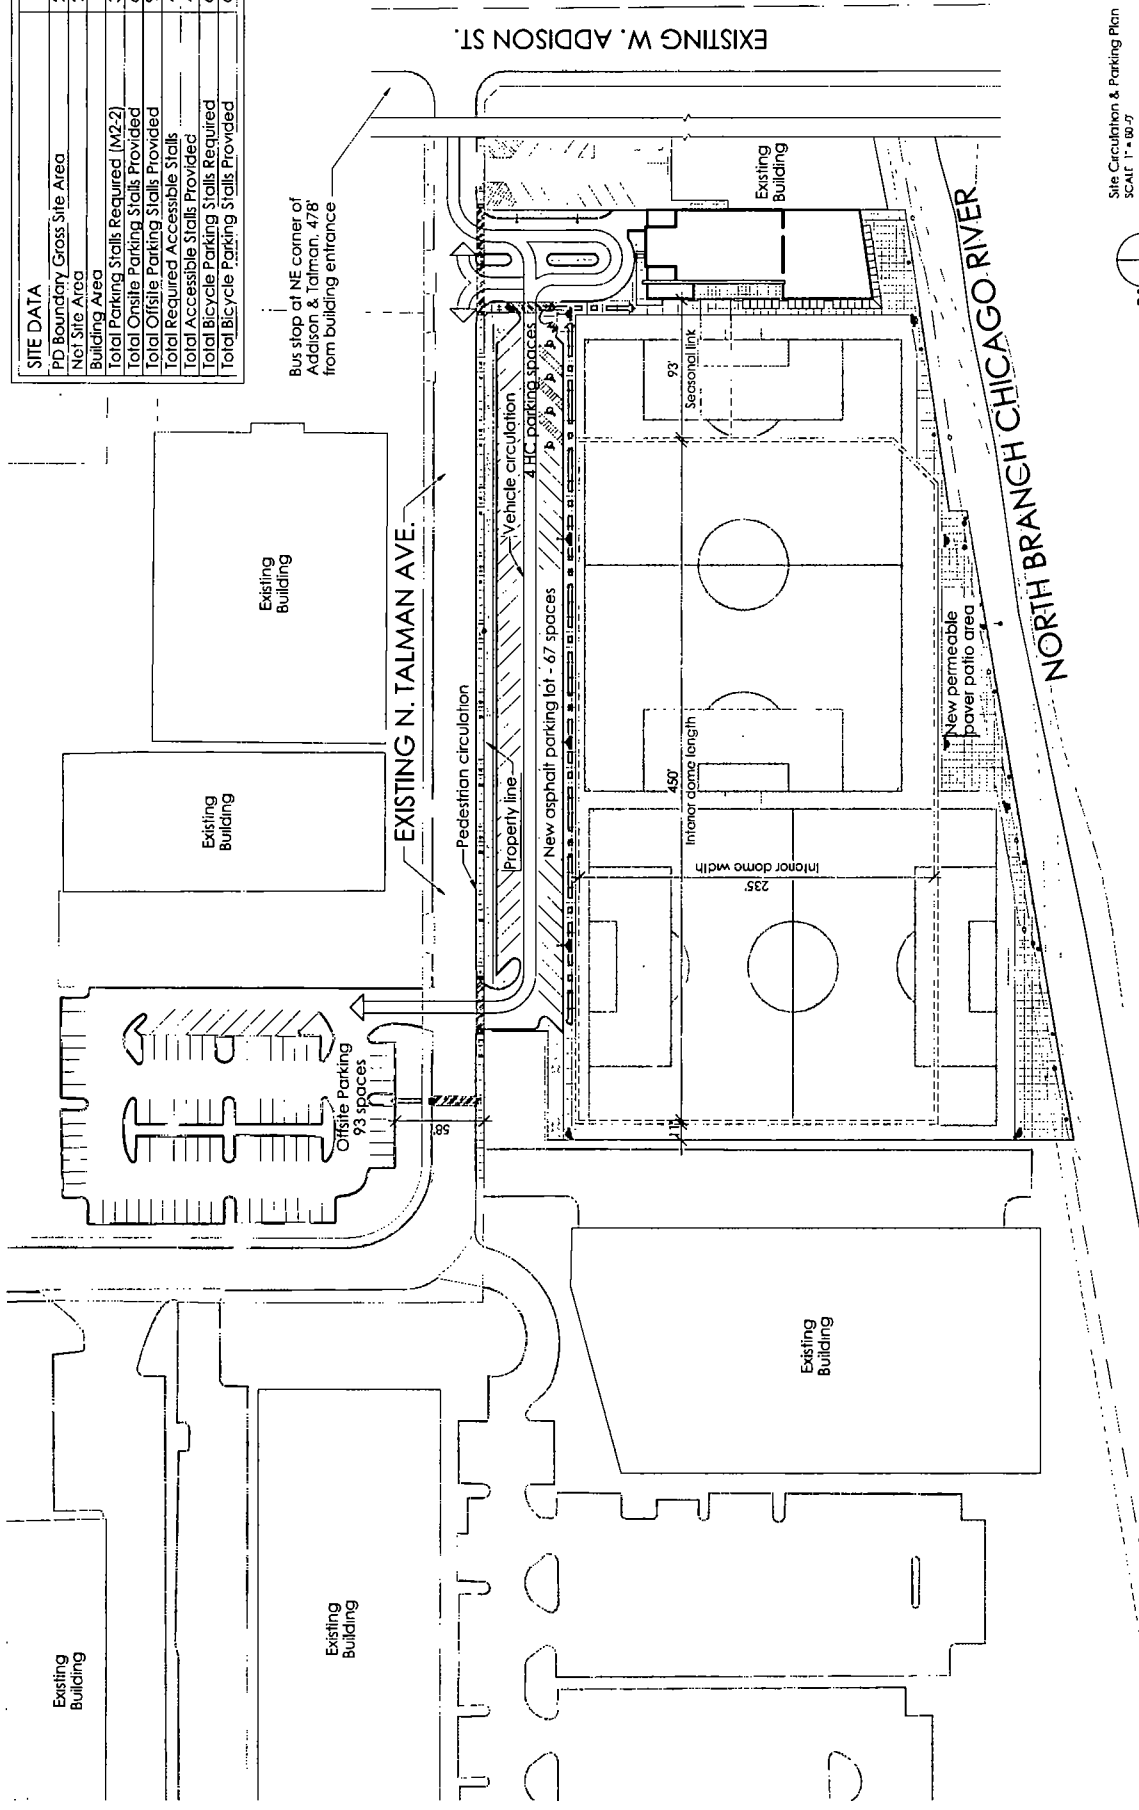 SITE DATA
PD Boundary Gross Site Area
Net Site Area
Building Area
Total Parking Stalls Required (M2-2)
Total Onsite Parking Stalls Provided
Total Offsite Parking Stalls Provided
Total Required Accessible Stalls
Total Accessible Stalls Provided
Total Bicycle Parking Stalls Required
Total Bicycle Parking Stalls Provided
Bus stop at NE corner of
Addison & Talman, 478'
from building entrance
EXISTING W. ADDISON ST.
Existing
Building
Existing
Building
Existing
Building
EXISTING N. TALMAN AVE.
Pedestrian circulation
Property line
Vehicle circulation
4 HC parking spaces
New asphalt parking lot - 67 spaces
93'
Seasonal link
450'
Interior dome length
235'
Interior dome width
11'
New permeable
paver patio area
NORTH BRANCH CHICAGO RIVER
Offsite Parking
93 spaces
58'
Existing
Building
Existing
Building
Existing
Building
Site Circulation & Parking Plan